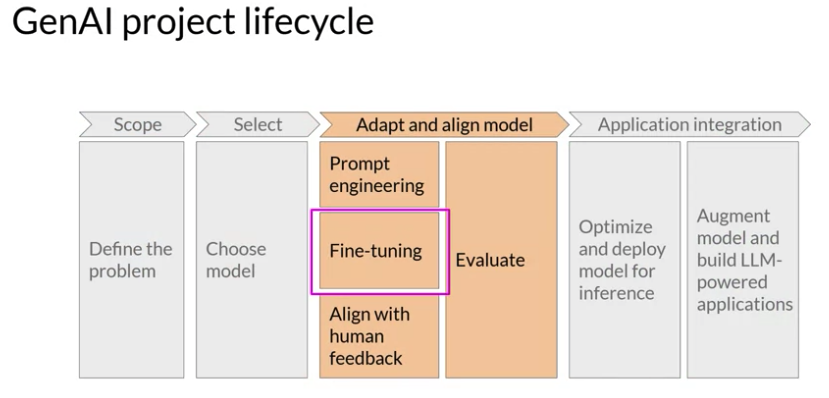 GenAI project lifecycle
Scope
Select
Adapt and align model
Application integration
Define the
problem
Choose
model
Prompt
engineering
Fine-tuning
Align with
human
feedback
Evaluate
Optimize
and deploy
model for
inference
Augment
model and
build LLM-
powered
applications